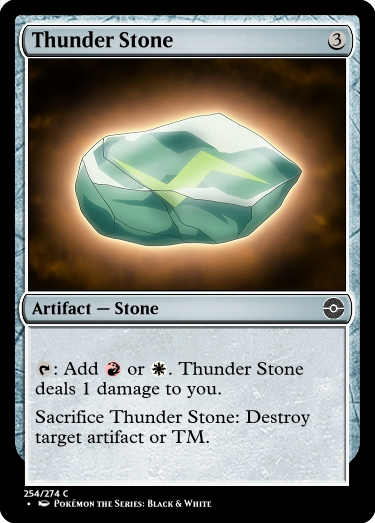 Thunder Stone 3
Artifact — Stone
: Add or . Thunder Stone
deals 1 damage to you.
Sacrifice Thunder Stone: Destroy
target artifact or TM.
254/274 C
• Pokémon the Series: Black & White